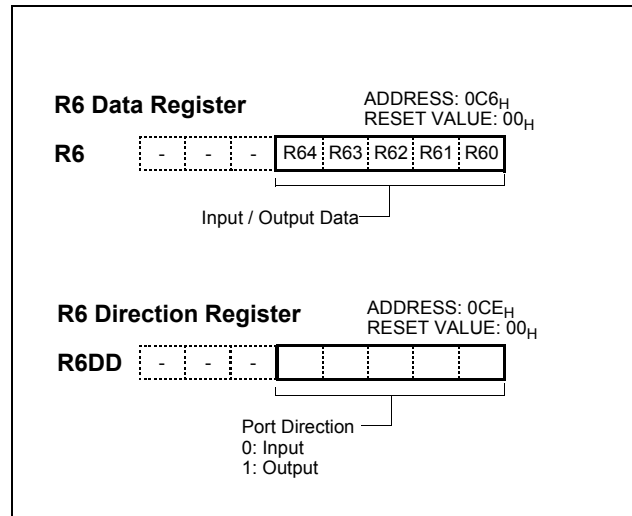 R6 Data Register ADDRESS: 0C6H
RESET VALUE: 00H
R6 - - - R64 R63 R62 R61 R60
Input / Output Data
R6 Direction Register ADDRESS: 0CEH
RESET VALUE: 00H
R6DD - - -
Port Direction
0: Input
1: Output